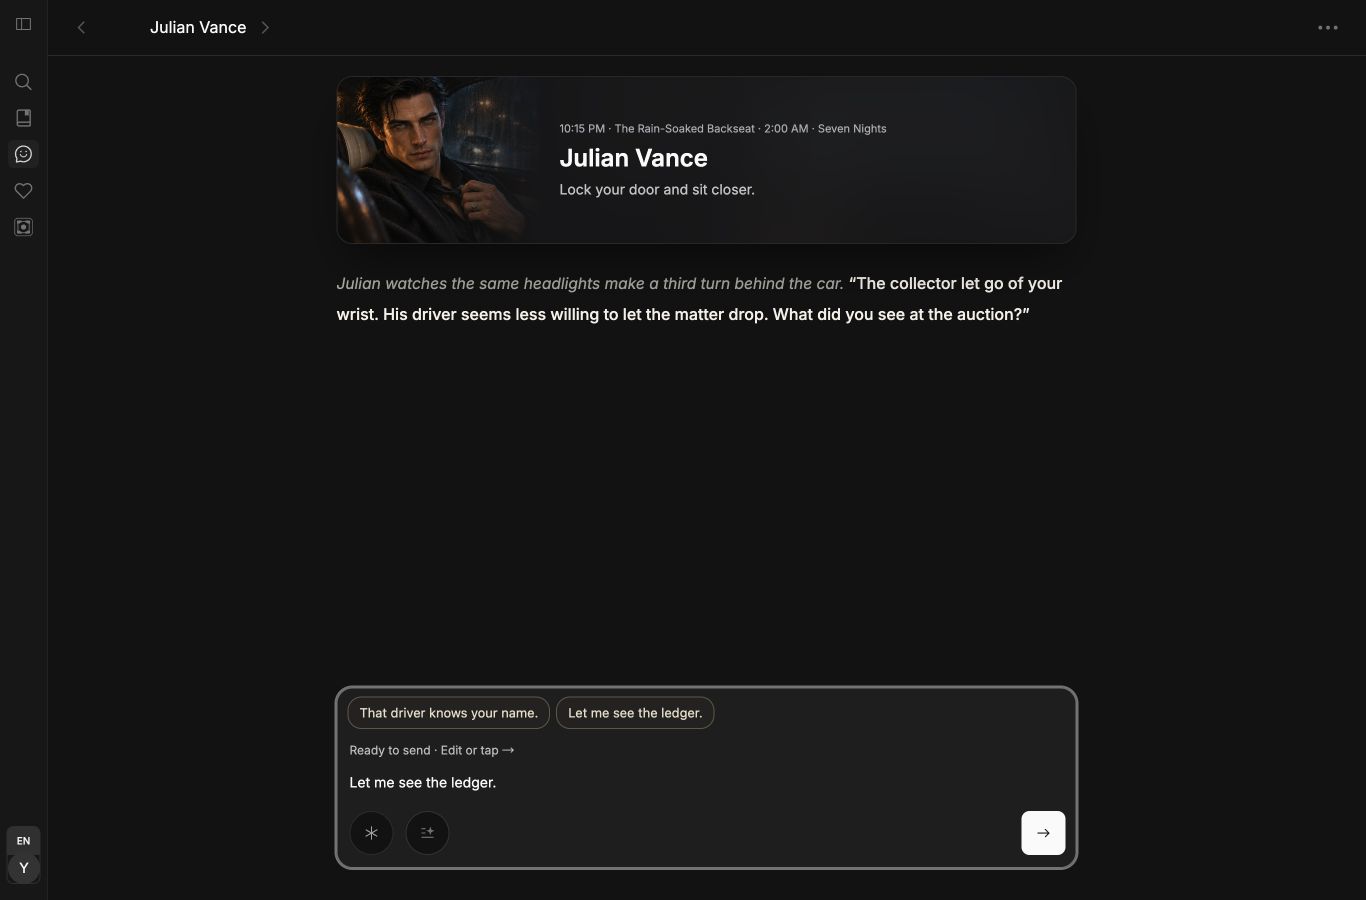 Julian Vance
10:15 PM · The Rain-Soaked Backseat · 2:00 AM · Seven Nights
Julian Vance
Lock your door and sit closer.
Julian watches the same headlights make a third turn behind the car. “The collector let go of your
wrist. His driver seems less willing to let the matter drop. What did you see at the auction?”
That driver knows your name.
Let me see the ledger.
Ready to send · Edit or tap →
Let me see the ledger.
EN
Y